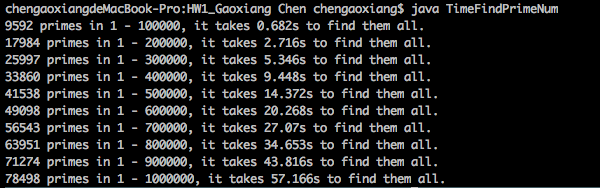 chengaoxiangdeMacBook-Pro:HW1_Gaoxiang Chen chengaoxiang$ java TimeFindPrimeNum
9592 primes in 1 - 100000, it takes 0.682s to find them all.
17984 primes in 1 - 200000, it takes 2.716s to find them all.
25997 primes in 1 - 300000, it takes 5.346s to find them all.
33860 primes in 1 - 400000, it takes 9.448s to find them all.
41538 primes in 1 - 500000, it takes 14.372s to find them all.
49098 primes in 1 - 600000, it takes 20.268s to find them all.
56543 primes in 1 - 700000, it takes 27.07s to find them all.
63951 primes in 1 - 800000, it takes 34.653s to find them all.
71274 primes in 1 - 900000, it takes 43.816s to find them all.
78498 primes in 1 - 1000000, it takes 57.166s to find them all.